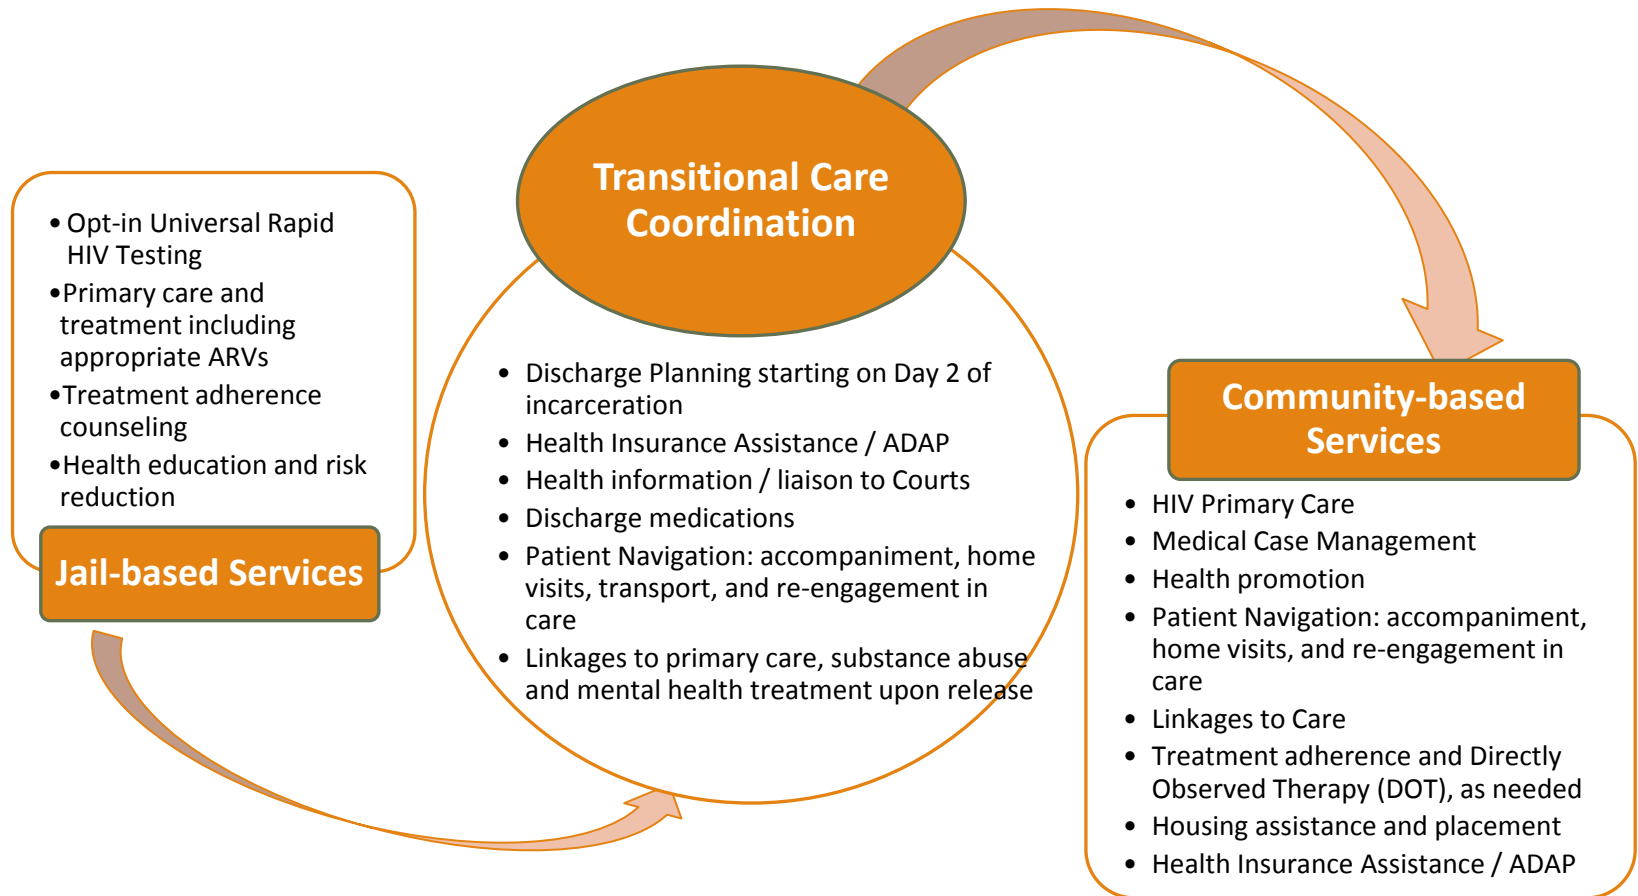 • Opt-in Universal Rapid
HIV Testing
•Primary care and
treatment including
appropriate ARVs
•Treatment adherence
counseling
•Health education and risk
reduction
Jail-based Services
Transitional Care
Coordination
• Discharge Planning starting on Day 2 of
incarceration
• Health Insurance Assistance / ADAP
• Health information / liaison to Courts
• Discharge medications
• Patient Navigation: accompaniment, home
visits, transport, and re-engagement in
care
• Linkages to primary care, substance abuse
and mental health treatment upon release
Community-based
Services
• HIV Primary Care
• Medical Case Management
• Health promotion
• Patient Navigation: accompaniment,
home visits, and re-engagement in
care
• Linkages to Care
• Treatment adherence and Directly
Observed Therapy (DOT), as needed
• Housing assistance and placement
• Health Insurance Assistance / ADAP